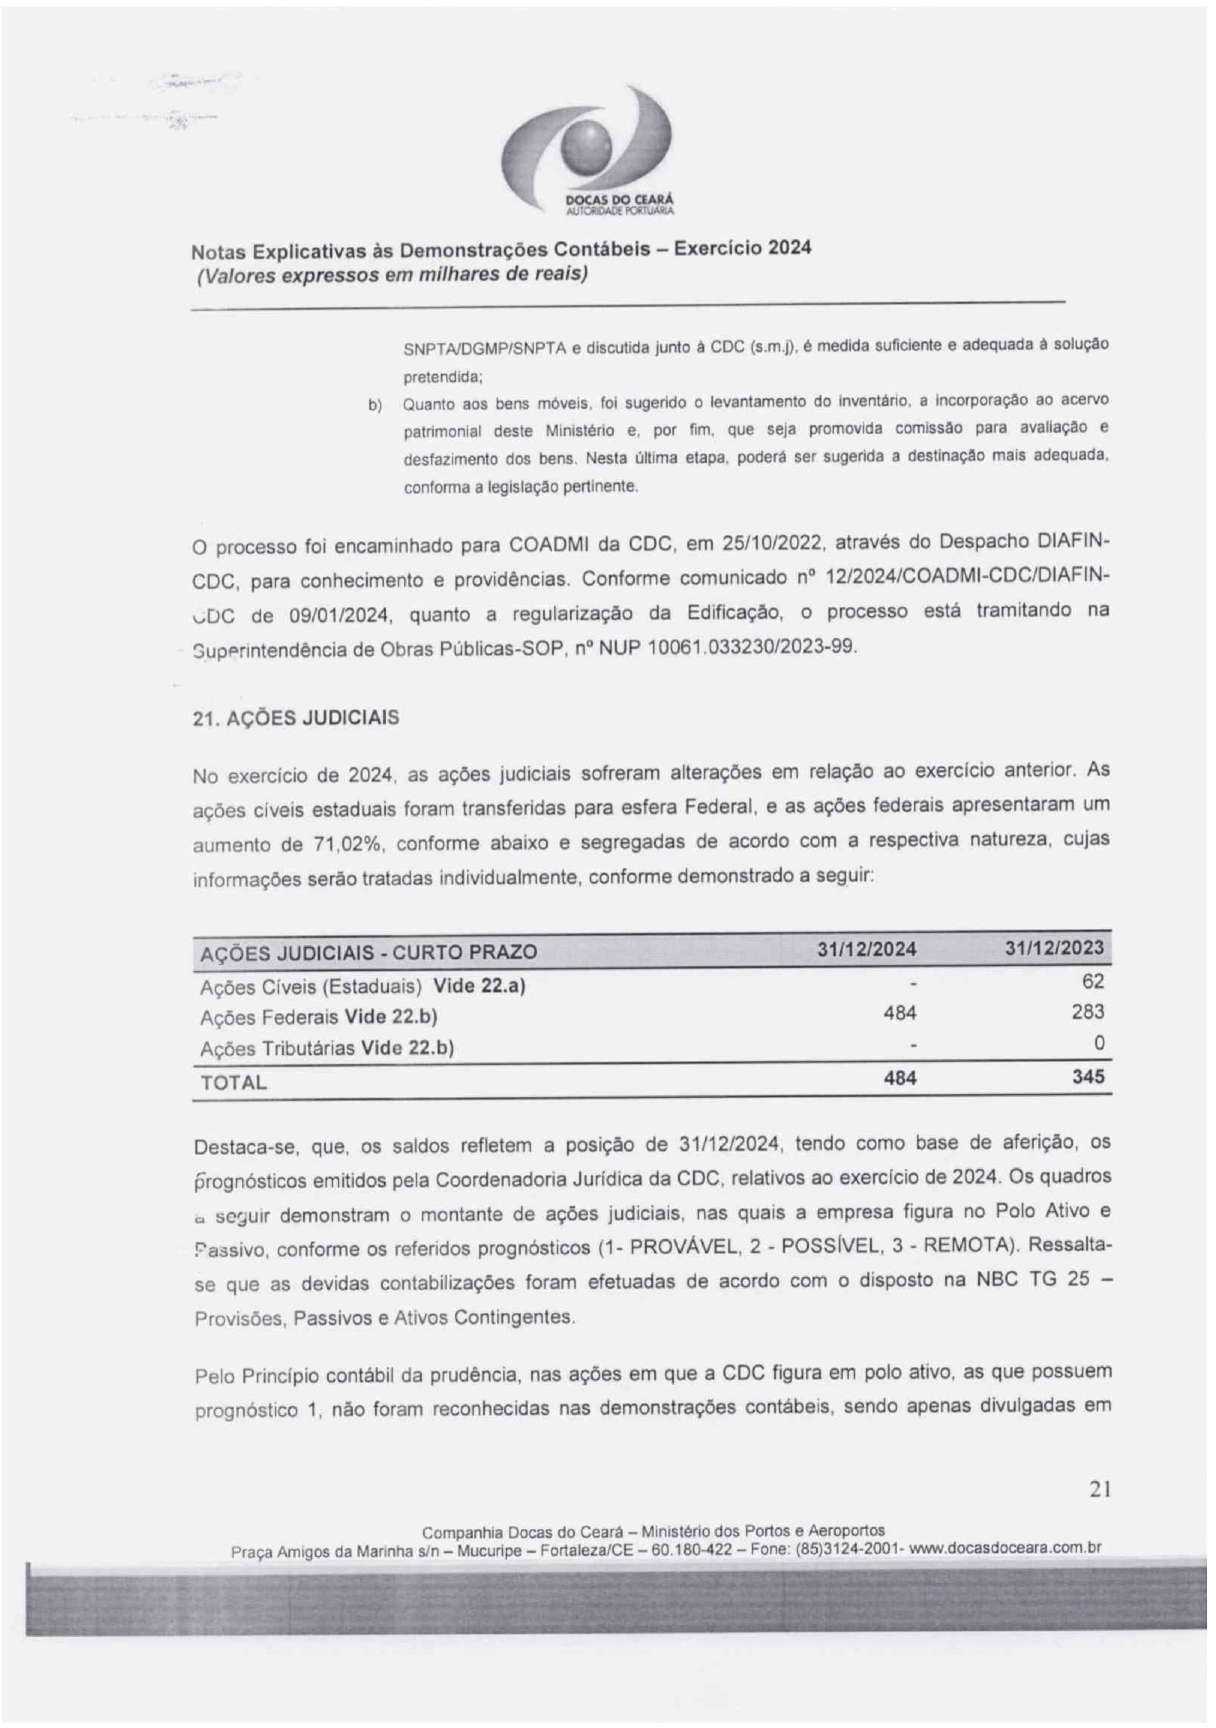 DOCAS DO CEARÁ
AUTORIDADE PORTUÁRIA
Notas Explicativas às Demonstrações Contábeis – Exercício 2024
(Valores expressos em milhares de reais)
SNPTA/DGMP/SNPTA e discutida junto à CDC (s.m.j), é medida suficiente e adequada à solução
pretendida;
b) Quanto aos bens móveis, foi sugerido o levantamento do inventário, a incorporação ao acervo
patrimonial deste Ministério e, por fim, que seja promovida comissão para avaliação e
desfazimento dos bens. Nesta última etapa, poderá ser sugerida a destinação mais adequada,
conforma a legislação pertinente.
O processo foi encaminhado para COADMI da CDC, em 25/10/2022, através do Despacho DIAFIN-
CDC, para conhecimento e providências. Conforme comunicado nº 12/2024/COADMI-CDC/DIAFIN-
CDC de 09/01/2024, quanto a regularização da Edificação, o processo está tramitando na
Superintendência de Obras Públicas-SOP, nº NUP 10061.033230/2023-99.
21. AÇÕES JUDICIAIS
No exercício de 2024, as ações judiciais sofreram alterações em relação ao exercício anterior. As
ações cíveis estaduais foram transferidas para esfera Federal, e as ações federais apresentaram um
aumento de 71,02%, conforme abaixo e segregadas de acordo com a respectiva natureza, cujas
informações serão tratadas individualmente, conforme demonstrado a seguir:
AÇÕES JUDICIAIS - CURTO PRAZO 31/12/2024 31/12/2023
Ações Cíveis (Estaduais) Vide 22.a) - 62
Ações Federais Vide 22.b) 484 283
Ações Tributárias Vide 22.b) - 0
TOTAL 484 345
Destaca-se, que, os saldos refletem a posição de 31/12/2024, tendo como base de aferição, os
prognósticos emitidos pela Coordenadoria Jurídica da CDC, relativos ao exercício de 2024. Os quadros
a seguir demonstram o montante de ações judiciais, nas quais a empresa figura no Polo Ativo e
Passivo, conforme os referidos prognósticos (1- PROVÁVEL, 2 - POSSÍVEL, 3 - REMOTA). Ressalta-
se que as devidas contabilizações foram efetuadas de acordo com o disposto na NBC TG 25 –
Provisões, Passivos e Ativos Contingentes.
Pelo Princípio contábil da prudência, nas ações em que a CDC figura em polo ativo, as que possuem
prognóstico 1, não foram reconhecidas nas demonstrações contábeis, sendo apenas divulgadas em
21
Companhia Docas do Ceará – Ministério dos Portos e Aeroportos
Praça Amigos da Marinha s/n – Mucuripe – Fortaleza/CE – 60.180-422 – Fone: (85)3124-2001- www.docasdoceara.com.br